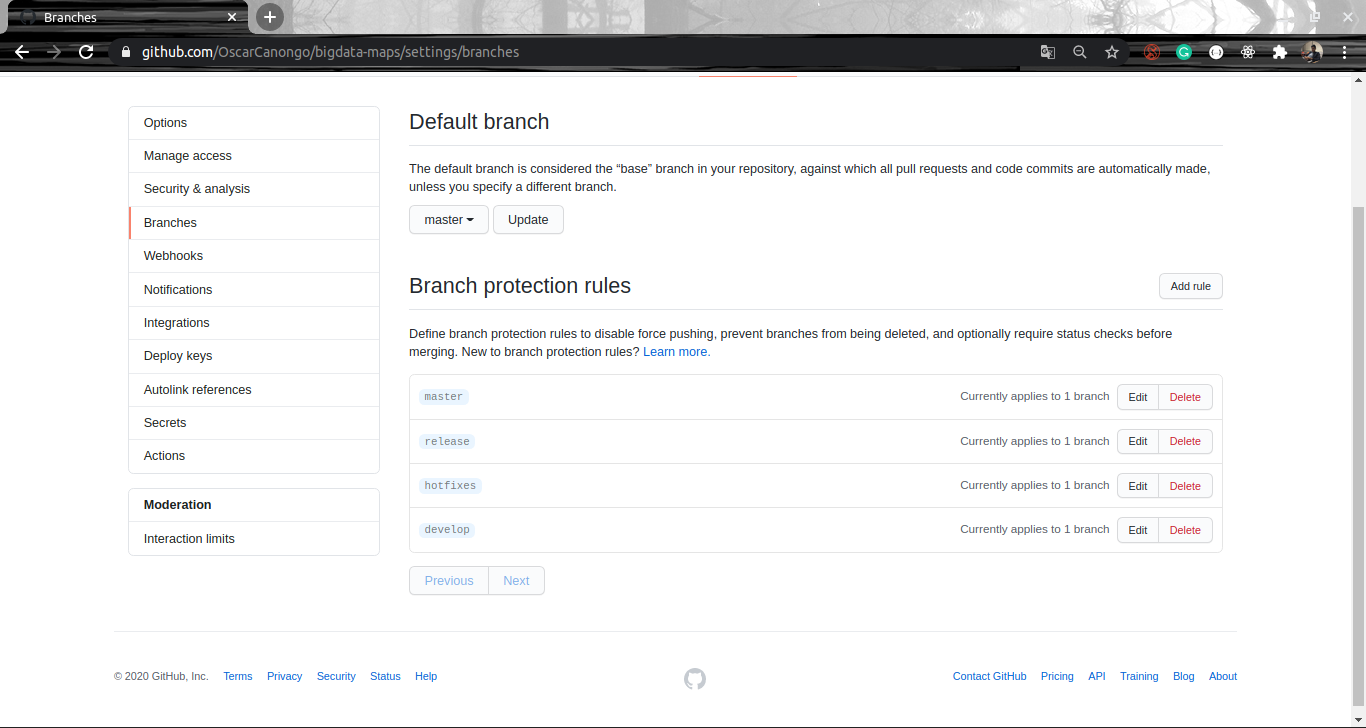 Branches
github.com/OscarCanongo/bigdata-maps/settings/branches
Options
Manage access
Security & analysis
Branches
Webhooks
Notifications
Integrations
Deploy keys
Autolink references
Secrets
Actions
Moderation
Interaction limits
Default branch
The default branch is considered the “base” branch in your repository, against which all pull requests and code commits are automatically made,
unless you specify a different branch.
master Update
Branch protection rules Add rule
Define branch protection rules to disable force pushing, prevent branches from being deleted, and optionally require status checks before
merging. New to branch protection rules? Learn more.
master Currently applies to 1 branch Edit Delete
release Currently applies to 1 branch Edit Delete
hotfixes Currently applies to 1 branch Edit Delete
develop Currently applies to 1 branch Edit Delete
Previous Next
© 2020 GitHub, Inc. Terms Privacy Security Status Help Contact GitHub Pricing API Training Blog About